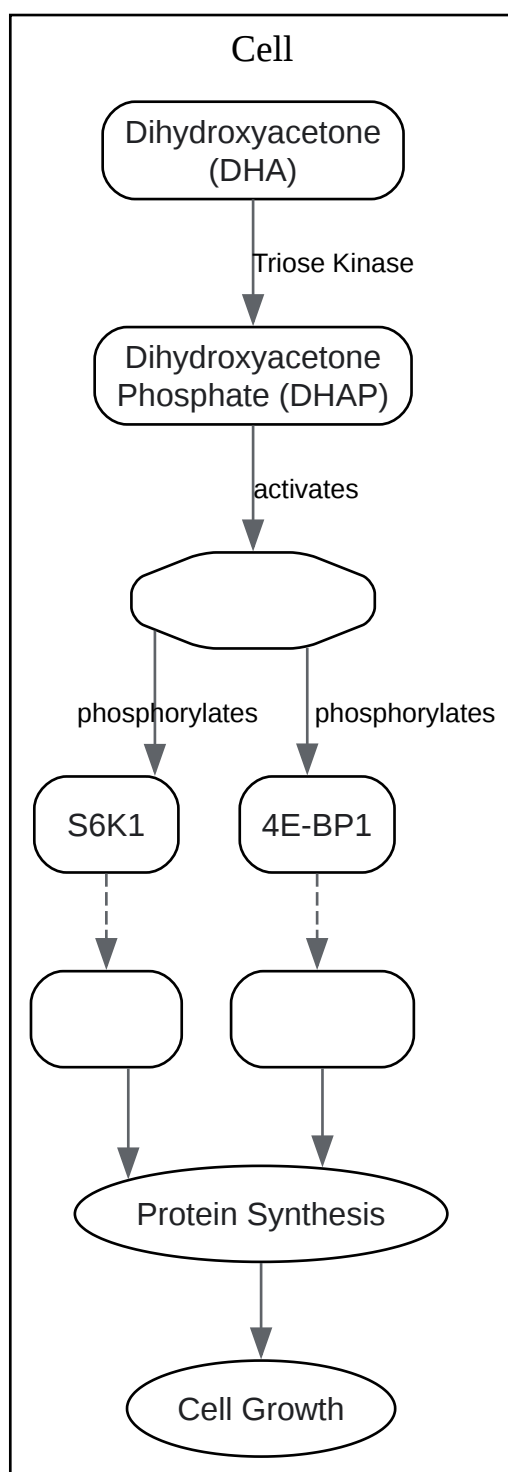 Cell
Dihydroxyacetone
(DHA)
Triose Kinase
Dihydroxyacetone
Phosphate (DHAP)
activates
phosphorylates
phosphorylates
S6K1
4E-BP1
Protein Synthesis
Cell Growth